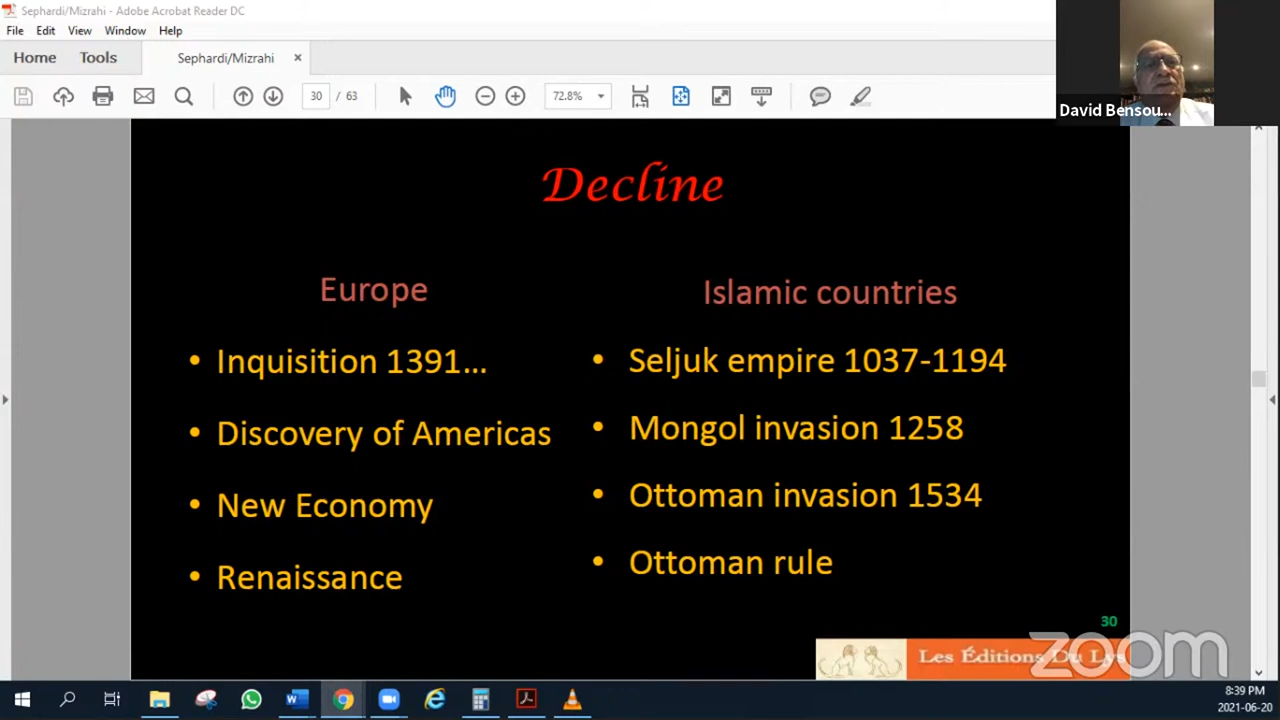 Sephardi/Mizrahi - Adobe Acrobat Reader DC
File Edit View Window Help
Home Tools Sephardi/Mizrahi ×
30 / 63 72.8%
David Bensou...
Decline
Europe
• Inquisition 1391...
• Discovery of Americas
• New Economy
• Renaissance
Islamic countries
• Seljuk empire 1037-1194
• Mongol invasion 1258
• Ottoman invasion 1534
• Ottoman rule
30
Les Éditions Du Lys
zoom
8:39 PM
2021-06-20